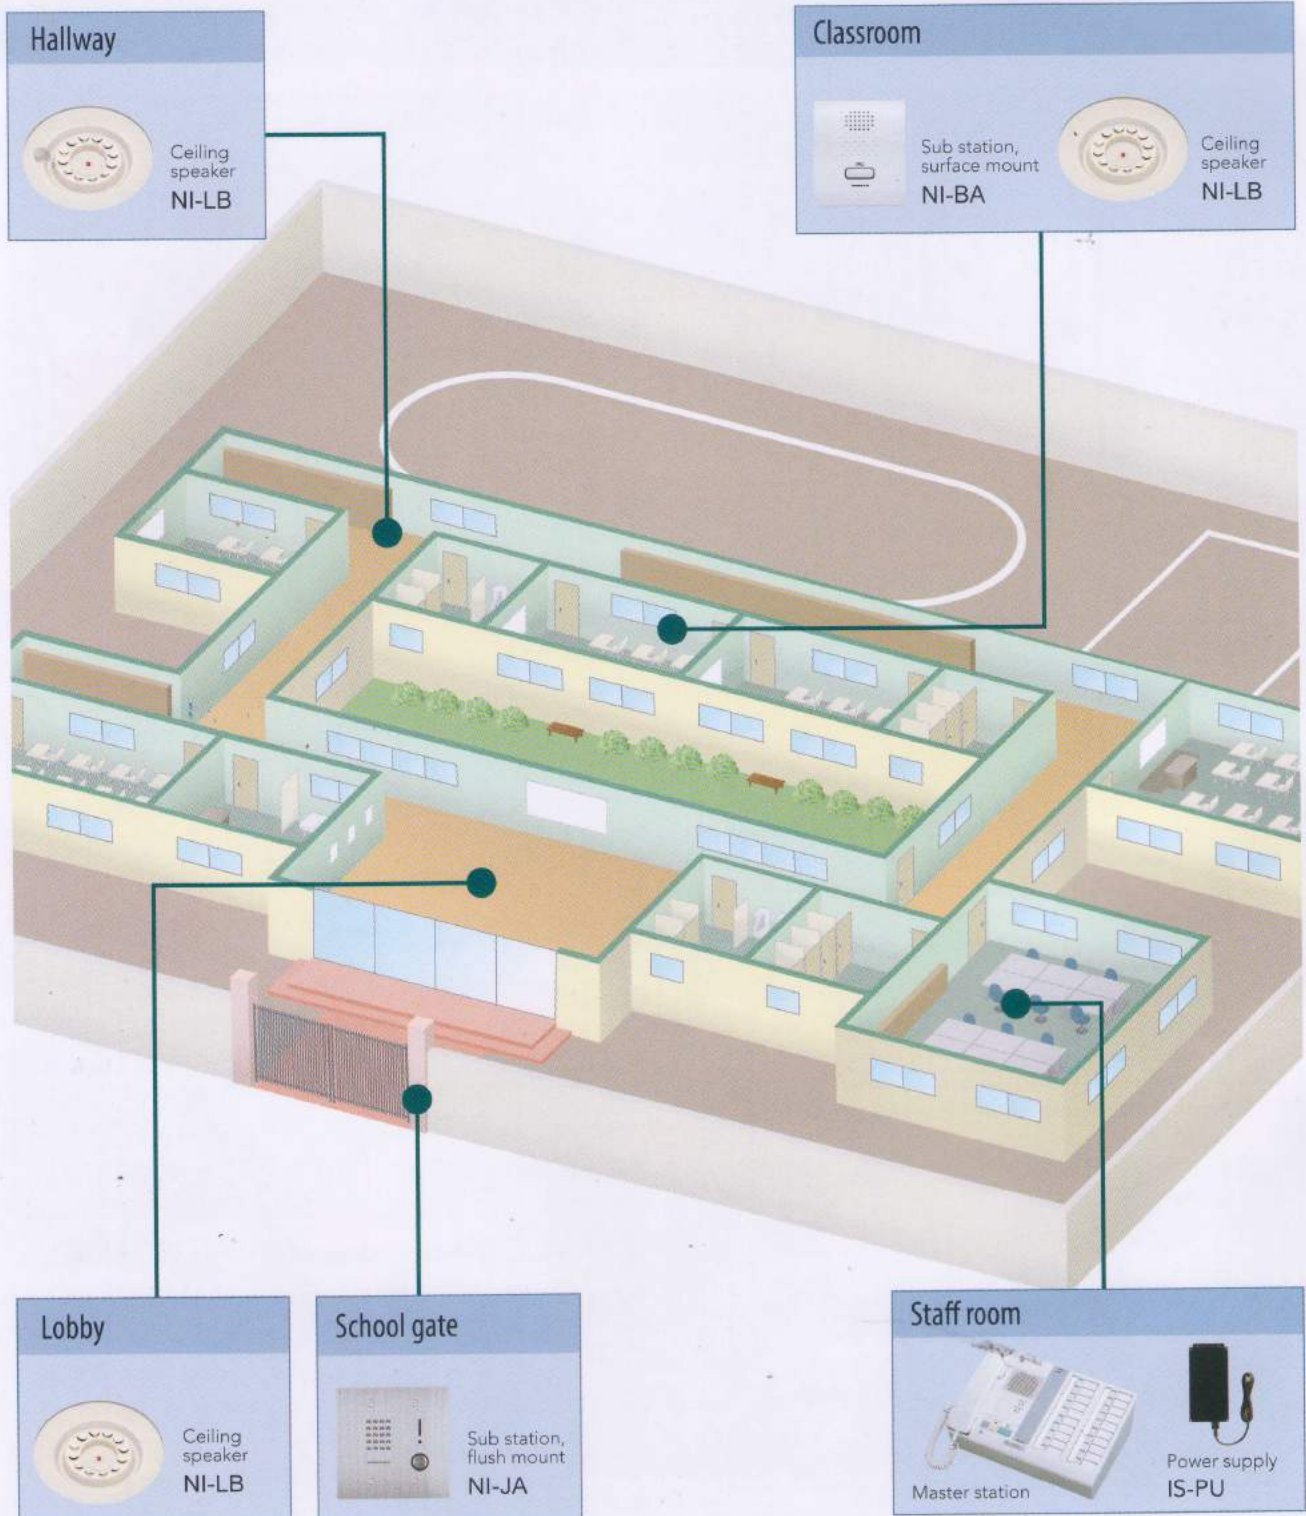 Hallway
Ceiling
speaker
NI-LB
Classroom
Sub station,
surface mount
NI-BA
Ceiling
speaker
NI-LB
Lobby
Ceiling
speaker
NI-LB
School gate
Sub station,
flush mount
NI-JA
Staff room
Master station
Power supply
IS-PU